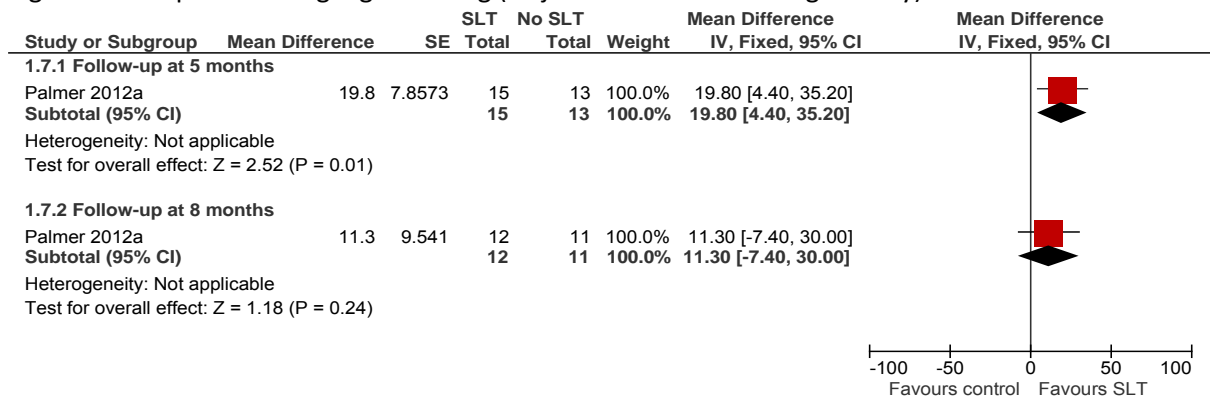 SLT No SLT Mean Difference Mean Difference
Study or Subgroup Mean Difference SE Total Total Weight IV, Fixed, 95% CI IV, Fixed, 95% CI
1.7.1 Follow-up at 5 months
Palmer 2012a 19.8 7.8573 15 13 100.0% 19.80 [4.40, 35.20]
Subtotal (95% CI) 15 13 100.0% 19.80 [4.40, 35.20]
Heterogeneity: Not applicable
Test for overall effect: Z = 2.52 (P = 0.01)
1.7.2 Follow-up at 8 months
Palmer 2012a 11.3 9.541 12 11 100.0% 11.30 [-7.40, 30.00]
Subtotal (95% CI) 12 11 100.0% 11.30 [-7.40, 30.00]
Heterogeneity: Not applicable
Test for overall effect: Z = 1.18 (P = 0.24)
-100 -50 0 50 100
Favours control Favours SLT